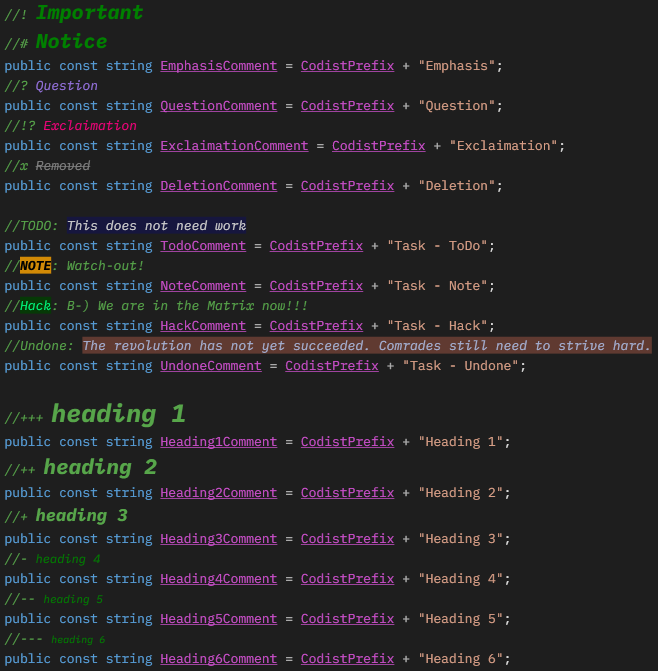 //! Important
//# Notice
public const string EmphasisComment = CodistPrefix + "Emphasis";
//? Question
public const string QuestionComment = CodistPrefix + "Question";
//!? Exclaimation
public const string ExclaimationComment = CodistPrefix + "Exclaimation";
//x Removed
public const string DeletionComment = CodistPrefix + "Deletion";
//TODO: This does not need work
public const string TodoComment = CodistPrefix + "Task - ToDo";
//NOTE: Watch-out!
public const string NoteComment = CodistPrefix + "Task - Note";
//Hack: B-) We are in the Matrix now!!!
public const string HackComment = CodistPrefix + "Task - Hack";
//Undone: The revolution has not yet succeeded. Comrades still need to strive hard.
public const string UndoneComment = CodistPrefix + "Task - Undone";
//+++ heading 1
public const string Heading1Comment = CodistPrefix + "Heading 1";
//++ heading 2
public const string Heading2Comment = CodistPrefix + "Heading 2";
//+ heading 3
public const string Heading3Comment = CodistPrefix + "Heading 3";
//- heading 4
public const string Heading4Comment = CodistPrefix + "Heading 4";
//-- heading 5
public const string Heading5Comment = CodistPrefix + "Heading 5";
//--- heading 6
public const string Heading6Comment = CodistPrefix + "Heading 6";